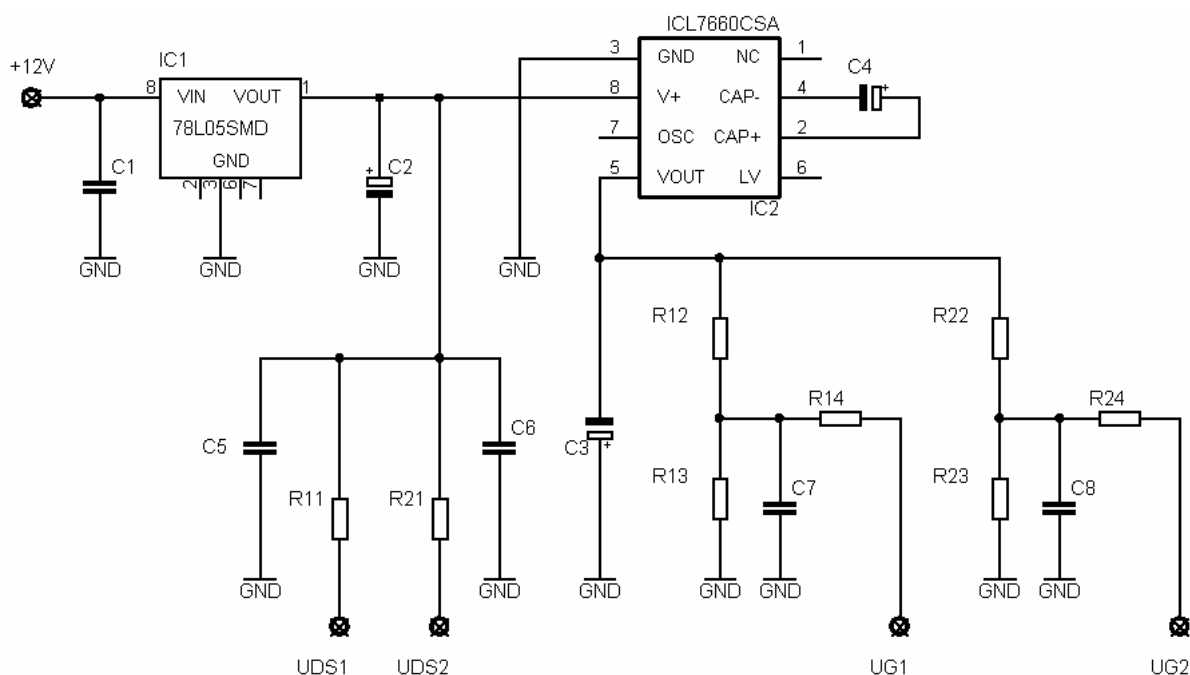 ICL7660CSA
+12V
IC1
8 VIN VOUT 1
78L05SMD
GND
2 3 6 7
C1
GND
GND
C2
+
GND
3 GND NC 1
8 V+ CAP- 4
7 OSC CAP+ 2
5 VOUT LV 6
IC2
C4
+
GND
R12
R22
R14
R24
C5
C6
C3
+
R11
R21
R13
C7
R23
C8
GND
GND
GND
GND
GND
GND
GND
UDS1
UDS2
UG1
UG2